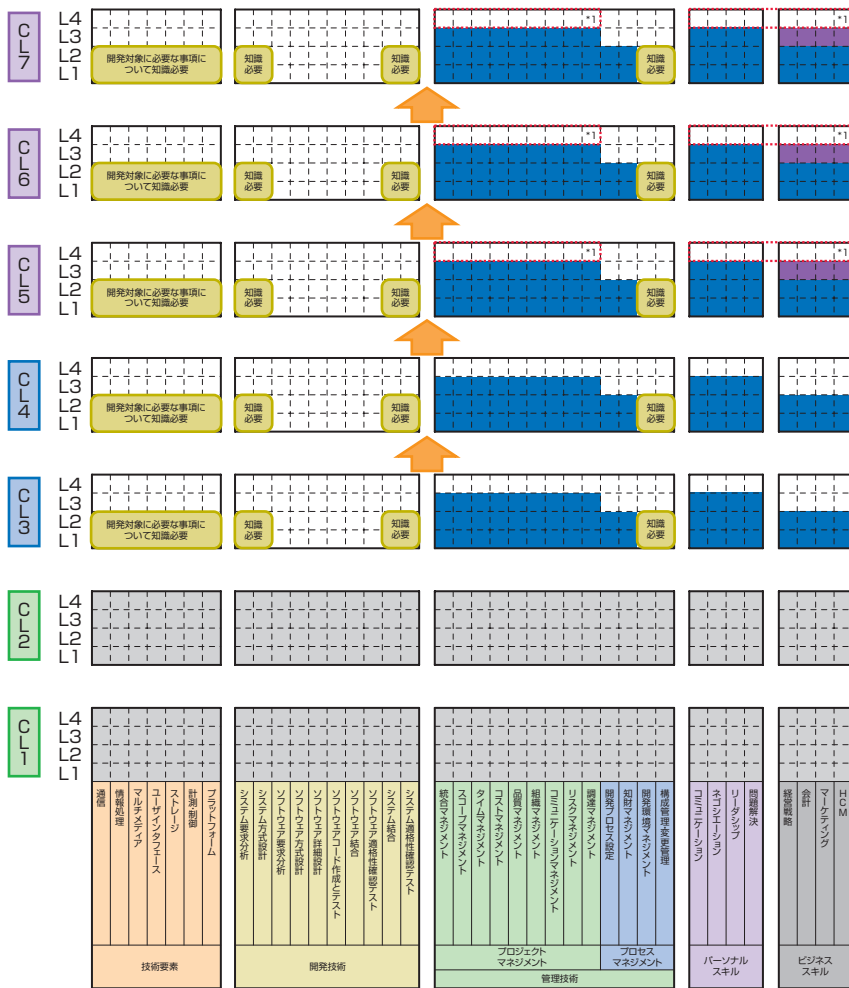 CL7
L4
L3
L2
L1
開発対象に必要な事項に
ついて知識必要
知識
必要
知識
必要
*1
知識
必要
*1
CL6
L4
L3
L2
L1
開発対象に必要な事項に
ついて知識必要
知識
必要
知識
必要
*1
知識
必要
*1
CL5
L4
L3
L2
L1
開発対象に必要な事項に
ついて知識必要
知識
必要
知識
必要
*1
知識
必要
*1
CL4
L4
L3
L2
L1
開発対象に必要な事項に
ついて知識必要
知識
必要
知識
必要
知識
必要
CL3
L4
L3
L2
L1
開発対象に必要な事項に
ついて知識必要
知識
必要
知識
必要
知識
必要
CL2
L4
L3
L2
L1
CL1
L4
L3
L2
L1
通信
情報処理
マルチメディア
ユーザインタフェース
ストレージ
計測・制御
プラットフォーム
技術要素
システム要求分析
システム方式設計
ソフトウェア要求分析
ソフトウェア方式設計
ソフトウェア詳細設計
ソフトウェアコード作成とテスト
ソフトウェア結合
ソフトウェア適格性確認テスト
システム結合
システム適格性確認テスト
開発技術
統合マネジメント
スコープマネジメント
タイムマネジメント
コストマネジメント
品質マネジメント
組織マネジメント
コミュニケーションマネジメント
リスクマネジメント
調達マネジメント
開発プロセス設定
知財マネジメント
開発環境マネジメント
構成管理・変更管理
プロジェクト
マネジメント
プロセス
マネジメント
管理技術
コミュニケーション
ネゴシエーション
リーダシップ
問題解決
パーソナル
スキル
経営戦略
会計
マーケティング
HCM
ビジネス
スキル